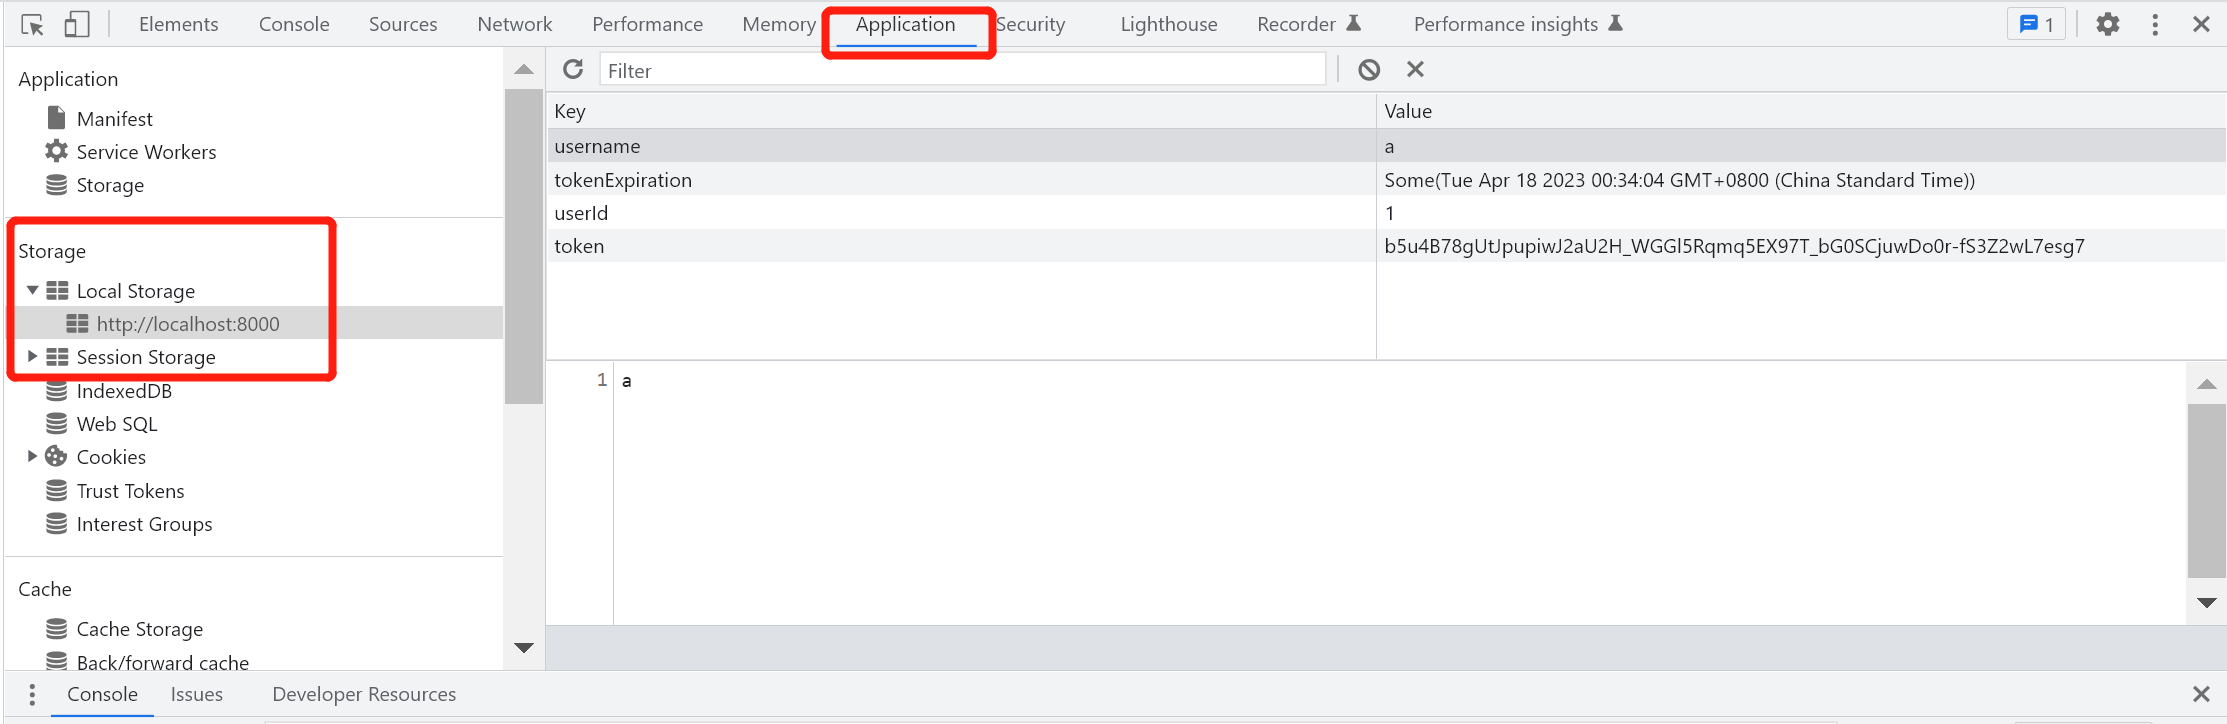 Elements Console Sources Network Performance Memory Application Security Lighthouse Recorder Performance insights 1
Application
Manifest
Service Workers
Storage
Storage
Local Storage
http://localhost:8000
Session Storage
IndexedDB
Web SQL
Cookies
Trust Tokens
Interest Groups
Cache
Cache Storage
Back/forward cache
Filter
Key Value
username a
tokenExpiration Some(Tue Apr 18 2023 00:34:04 GMT+0800 (China Standard Time))
userId 1
token b5u4B78gUtJpupiwJ2aU2H_WGGl5Rqmq5EX97T_bG0SCjuwDo0r-fS3Z2wL7esg7
1 a
Console Issues Developer Resources